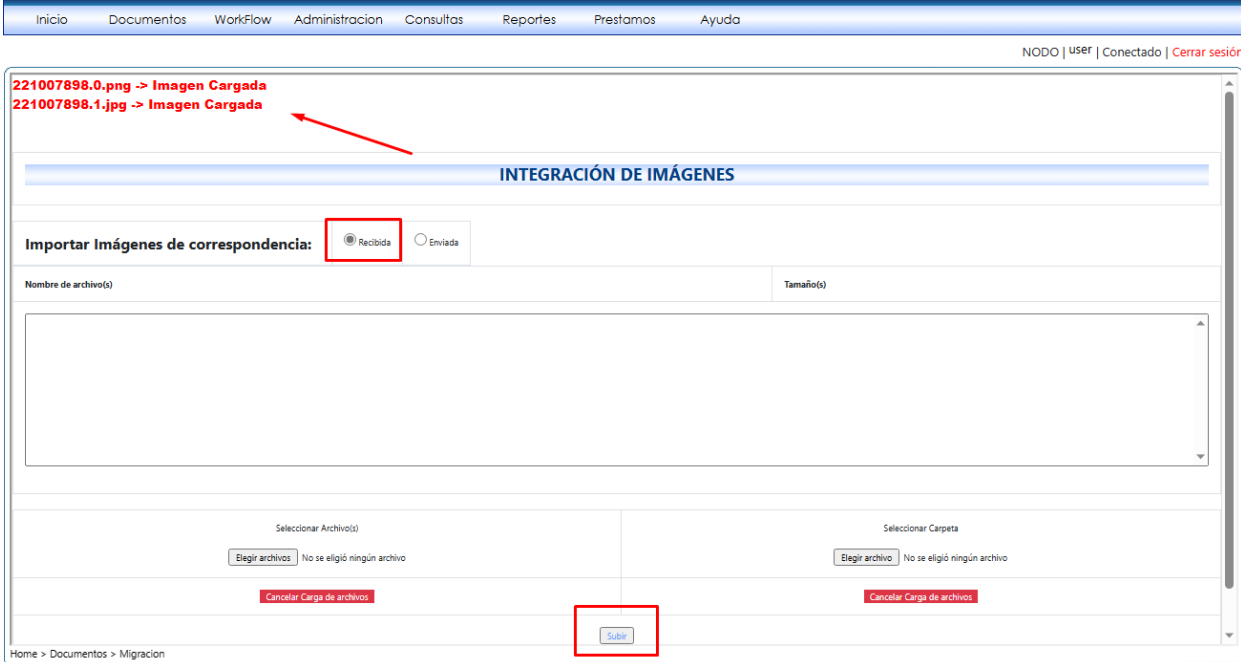 Inicio Documentos WorkFlow Administracion Consultas Reportes Prestamos Ayuda
NODO | user | Conectado | Cerrar sesión
221007898.0.png -> Imagen Cargada
221007898.1.jpg -> Imagen Cargada
INTEGRACIÓN DE IMÁGENES
Importar Imágenes de correspondencia: Recibida Enviada
Nombre de archivo(s) Tamaño(s)
Seleccionar Archivo(s) Seleccionar Carpeta
Elegir archivos No se eligió ningún archivo Elegir archivo No se eligió ningún archivo
Cancelar Carga de archivos Cancelar Carga de archivos
Subir
Home > Documentos > Migracion